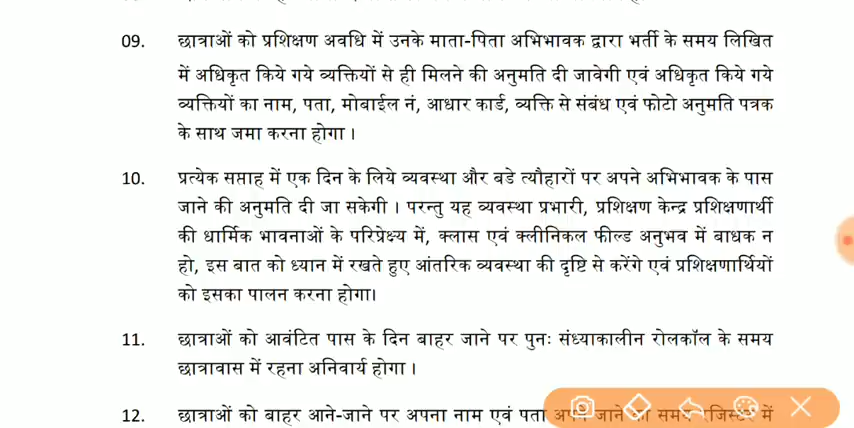 09. छात्राओं को प्रशिक्षण अवधि में उनके माता-पिता अभिभावक द्वारा भर्ती के समय लिखित
में अधिकृत किये गये व्यक्तियों से ही मिलने की अनुमति दी जावेगी एवं अधिकृत किये गये
व्यक्तियों का नाम, पता, मोबाईल नं, आधार कार्ड, व्यक्ति से संबंध एवं फोटो अनुमति पत्रक
के साथ जमा करना होगा ।
10. प्रत्येक सप्ताह में एक दिन के लिये व्यवस्था और बडे त्यौहारों पर अपने अभिभावक के पास
जाने की अनुमति दी जा सकेगी । परन्तु यह व्यवस्था प्रभारी, प्रशिक्षण केन्द्र प्रशिक्षणार्थी
की धार्मिक भावनाओं के परिप्रेक्ष्य में, क्लास एवं क्लीनिकल फील्ड अनुभव में बाधक न
हो, इस बात को ध्यान में रखते हुए आंतरिक व्यवस्था की दृष्टि से करेंगे एवं प्रशिक्षणार्थियों
को इसका पालन करना होगा।
11. छात्राओं को आवंटित पास के दिन बाहर जाने पर पुनः संध्याकालीन रोलकॉल के समय
छात्रावास में रहना अनिवार्य होगा ।
12. छात्राओं को बाहर आने-जाने पर अपना नाम एवं पता अपने जाने का समय रजिस्टर में